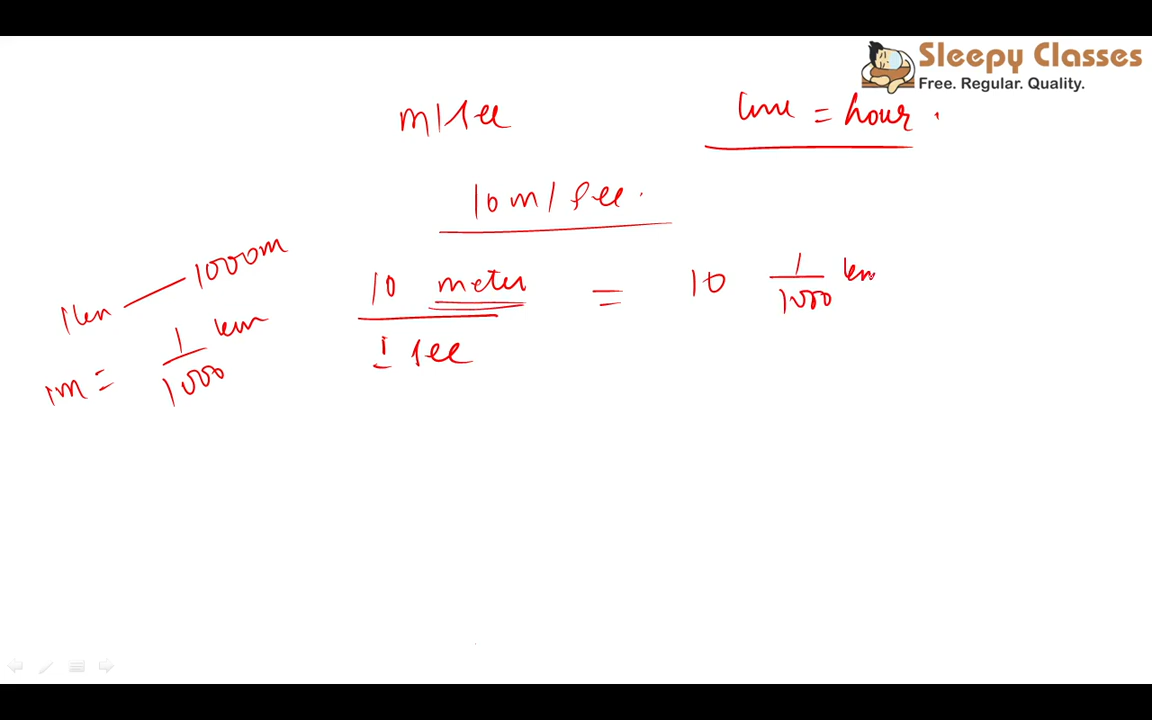 Sleepy Classes
Free. Regular. Quality.
m/sec
time = hour.
10 m/sec.
1km — 1000m
10 meter / 1 sec = 10 1/1000 km
1m = 1/1000 km